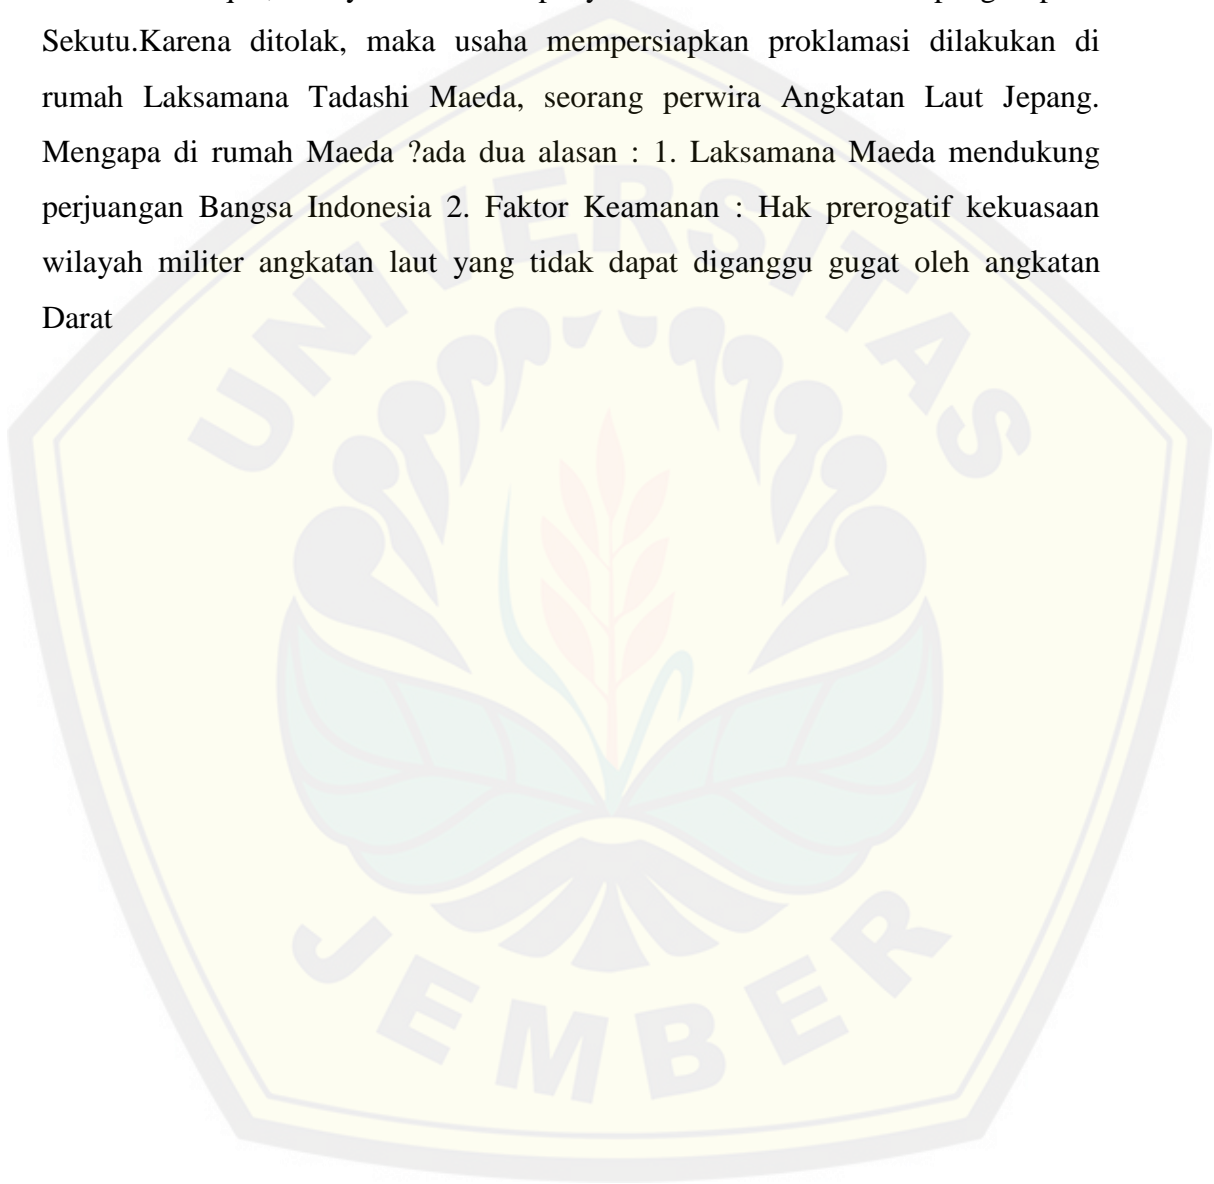 Sekutu.Karena ditolak, maka usaha mempersiapkan proklamasi dilakukan di
rumah Laksamana Tadashi Maeda, seorang perwira Angkatan Laut Jepang.
Mengapa di rumah Maeda ?ada dua alasan : 1. Laksamana Maeda mendukung
perjuangan Bangsa Indonesia 2. Faktor Keamanan : Hak prerogatif kekuasaan
wilayah militer angkatan laut yang tidak dapat diganggu gugat oleh angkatan
Darat
UNIVERSITAS
JEMBER